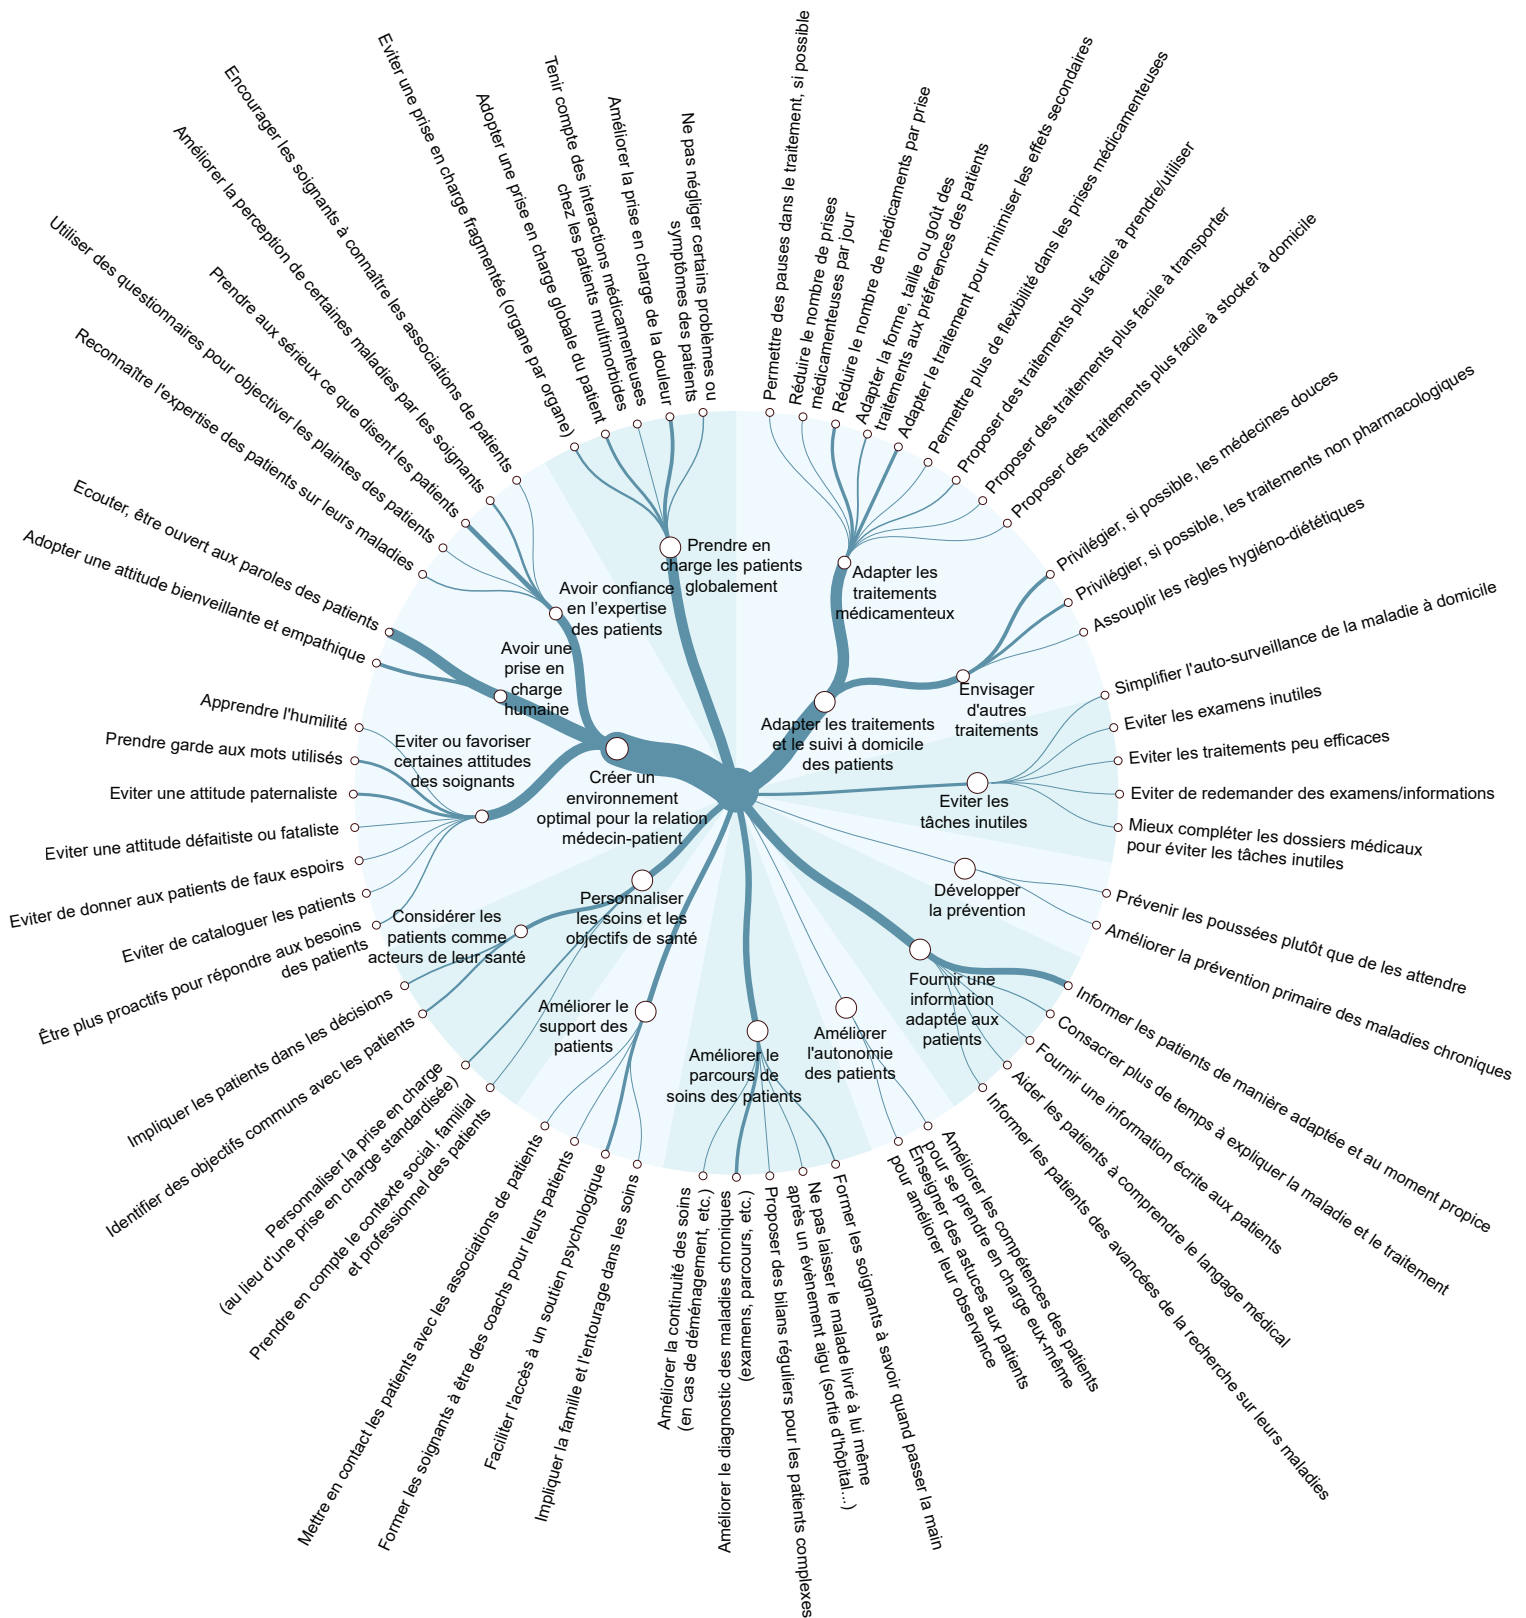 Permettre des pauses dans le traitement, si possible
Réduire le nombre de prises
médicamenteuses par jour
Réduire le nombre de médicaments par prise
Adapter la forme, taille ou goût des
traitements aux préférences des patients
Adapter le traitement pour minimiser les effets secondaires
Permettre plus de flexibilité dans les prises médicamenteuses
Proposer des traitements plus facile à prendre/utiliser
Proposer des traitements plus facile à transporter
Proposer des traitements plus facile à stocker à domicile
Adapter les
traitements
médicamenteux
Privilégier, si possible, les médecines douces
Privilégier, si possible, les traitements non pharmacologiques
Assouplir les règles hygiéno-diététiques
Envisager
d'autres
traitements
Adapter les traitements
et le suivi à domicile
des patients
Simplifier l'auto-surveillance de la maladie à domicile
Eviter les examens inutiles
Eviter les traitements peu efficaces
Eviter de redemander des examens/informations
Mieux compléter les dossiers médicaux
pour éviter les tâches inutiles
Eviter les
tâches inutiles
Prévenir les poussées plutôt que de les attendre
Améliorer la prévention primaire des maladies chroniques
Développer
la prévention
Informer les patients de manière adaptée et au moment propice
Consacrer plus de temps à expliquer la maladie et le traitement
Fournir une information écrite aux patients
Aider les patients à comprendre le langage médical
Informer les patients des avancées de la recherche sur leurs maladies
Fournir une
information
adaptée aux
patients
Améliorer les compétences des patients
pour se prendre en charge eux-même
Enseigner des astuces aux patients
pour améliorer leur observance
Améliorer
l'autonomie
des patients
Former les soignants à savoir quand passer la main
Ne pas laisser le malade livré à lui même
après un évènement aigu (sortie d'hôpital...)
Proposer des bilans réguliers pour les patients complexes
Améliorer le diagnostic des maladies chroniques
(examens, parcours, etc.)
Améliorer la continuité des soins
(en cas de déménagement, etc.)
Améliorer le
parcours de
soins des patients
Impliquer la famille et l'entourage dans les soins
Faciliter l'accès à un soutien psychologique
Former les soignants à être des coachs pour leurs patients
Mettre en contact les patients avec les associations de patients
Améliorer le
support des
patients
Prendre en compte le contexte social, familial
et professionnel des patients
Personnaliser la prise en charge
(au lieu d'une prise en charge standardisée)
Identifier des objectifs communs avec les patients
Impliquer les patients dans les décisions
Considérer les
patients comme
acteurs de leur santé
Personnaliser
les soins et les
objectifs de santé
Être plus proactifs pour répondre aux besoins
des patients
Eviter de cataloguer les patients
Eviter de donner aux patients de faux espoirs
Eviter une attitude défaitiste ou fataliste
Eviter une attitude paternaliste
Prendre garde aux mots utilisés
Apprendre l'humilité
Eviter ou favoriser
certaines attitudes
des soignants
Adopter une attitude bienveillante et empathique
Ecouter, être ouvert aux paroles des patients
Avoir une
prise en
charge
humaine
Reconnaître l'expertise des patients sur leurs maladies
Utiliser des questionnaires pour objectiver les plaintes des patients
Prendre aux sérieux ce que disent les patients
Améliorer la perception de certaines maladies par les soignants
Encourager les soignants à connaître les associations de patients
Avoir confiance
en l'expertise
des patients
Créer un
environnement
optimal pour la relation
médecin-patient
Eviter une prise en charge fragmentée (organe par organe)
Adopter une prise en charge globale du patient
Tenir compte des interactions médicamenteuses
chez les patients multimorbides
Améliorer la prise en charge de la douleur
Ne pas négliger certains problèmes ou
symptômes des patients
Prendre en
charge les patients
globalement